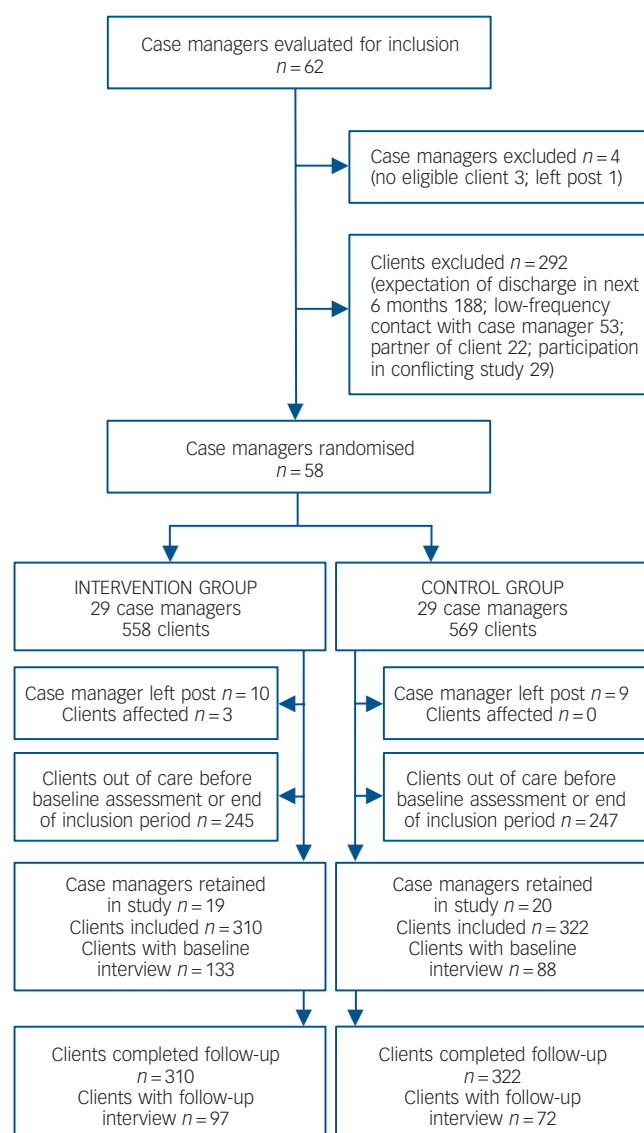 Case managers evaluated for inclusion
n = 62
Case managers excluded n = 4
(no eligible client 3; left post 1)
Clients excluded n = 292
(expectation of discharge in next
6 months 188; low-frequency
contact with case manager 53;
partner of client 22; participation
in conflicting study 29)
Case managers randomised
n = 58
INTERVENTION GROUP
29 case managers
558 clients
CONTROL GROUP
29 case managers
569 clients
Case manager left post n = 10
Clients affected n = 3
Case manager left post n = 9
Clients affected n = 0
Clients out of care before
baseline assessment or end
of inclusion period n = 245
Clients out of care before
baseline assessment or end
of inclusion period n = 247
Case managers retained
in study n = 19
Clients included n = 310
Clients with baseline
interview n = 133
Case managers retained
in study n = 20
Clients included n = 322
Clients with baseline
interview n = 88
Clients completed follow-up
n = 310
Clients with follow-up
interview n = 97
Clients completed follow-up
n = 322
Clients with follow-up
interview n = 72